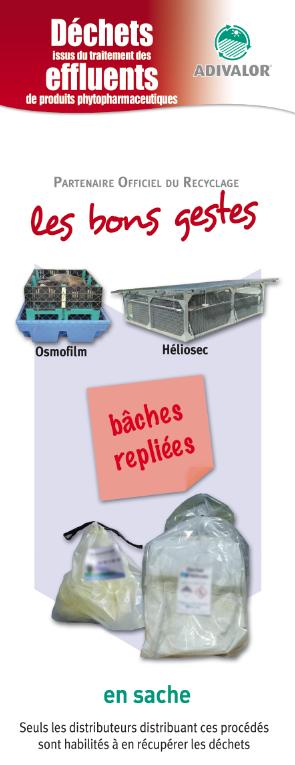 Déchets
issus du traitement des
effluents
de produits phytopharmaceutiques
ADIVALOR®
PARTENAIRE OFFICIEL DU RECYCLAGE
les bons gestes
Osmofilm
Héliosec
bâches
repliées
en sache
Seuls les distributeurs distribuant ces procédés
sont habilités à en récupérer les déchets